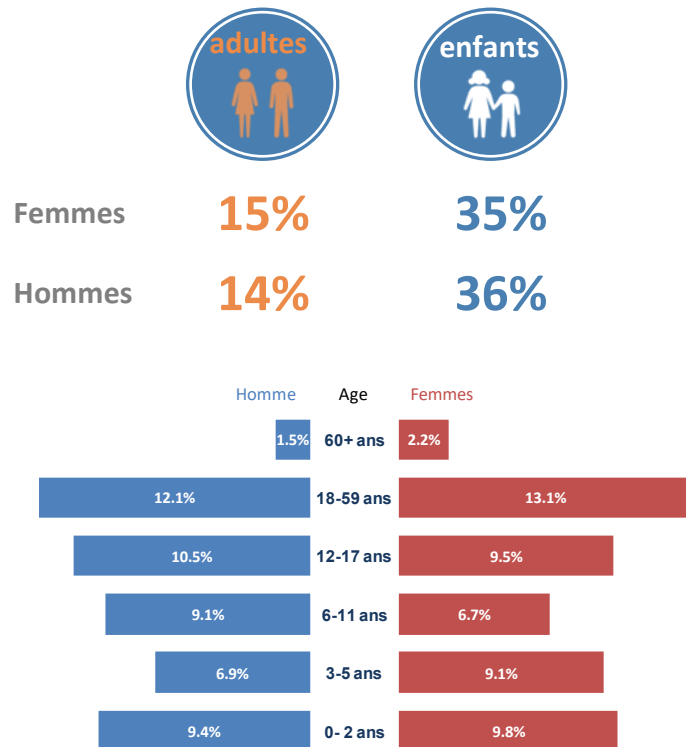 adultes enfants
Femmes 15% 35%
Hommes 14% 36%
Homme Age Femmes
1.5% 60+ ans 2.2%
12.1% 18-59 ans 13.1%
10.5% 12-17 ans 9.5%
9.1% 6-11 ans 6.7%
6.9% 3-5 ans 9.1%
9.4% 0- 2 ans 9.8%